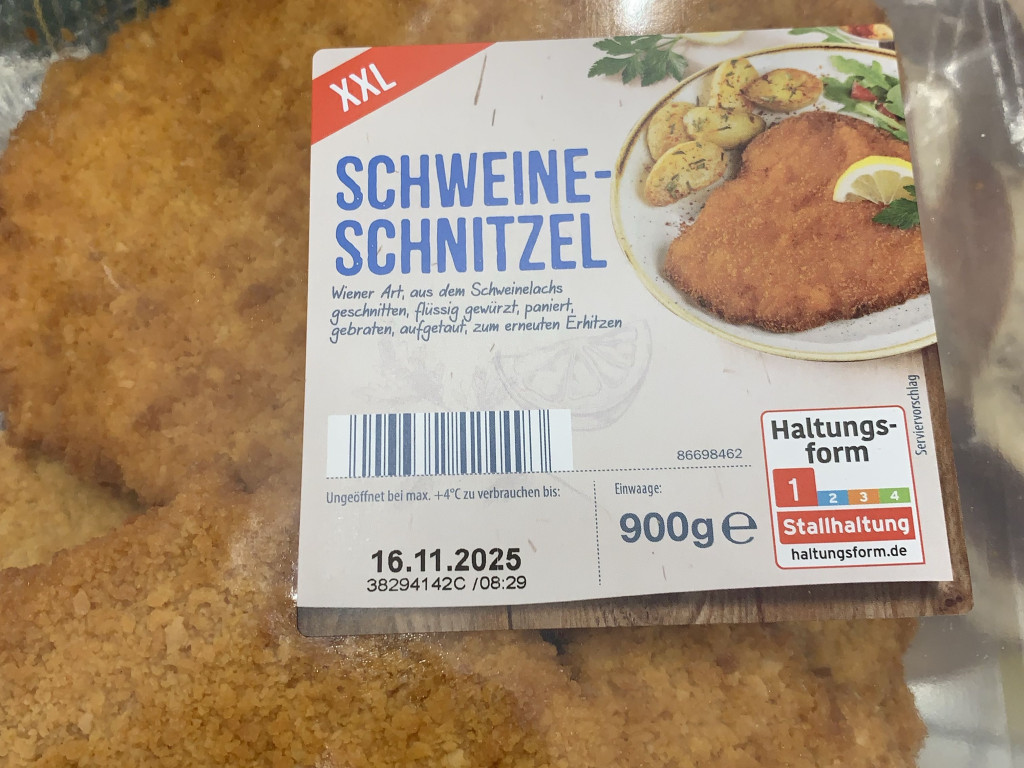 XXL
SCHWEINE-
SCHNITZEL
Wiener Art, aus dem Schweinelachs
geschnitten, flüssig gewürzt, paniert,
gebraten, aufgetaut, zum erneuten Erhitzen
Serviervorschlag
86698462
Ungeöffnet bei max. +4°C zu verbrauchen bis:
16.11.2025
38294142C /08:29
Einwaage:
900g ℮
Haltungs-
form
1 2 3 4
Stallhaltung
haltungsform.de